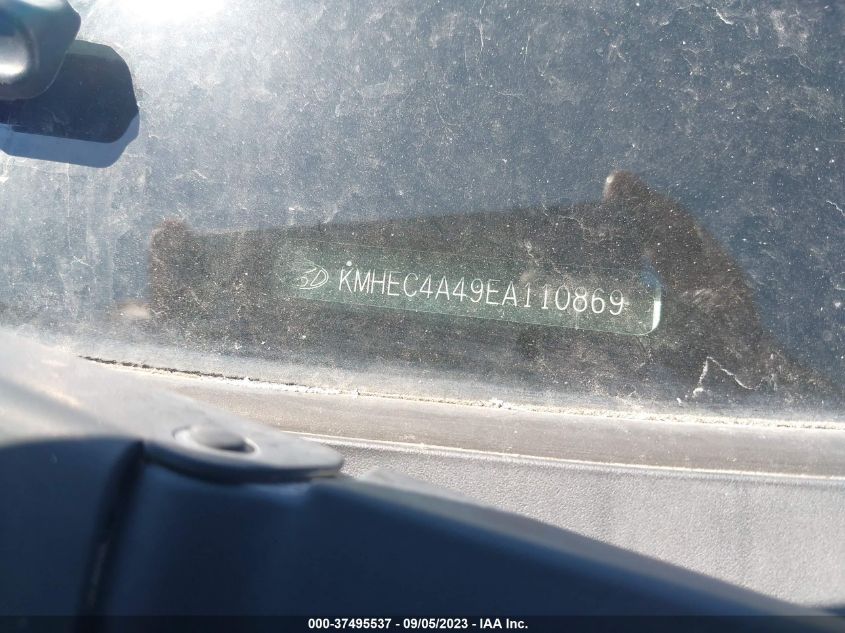 KMHEC4A49EA110869
000-37495537 - 09/05/2023 - IAA Inc.